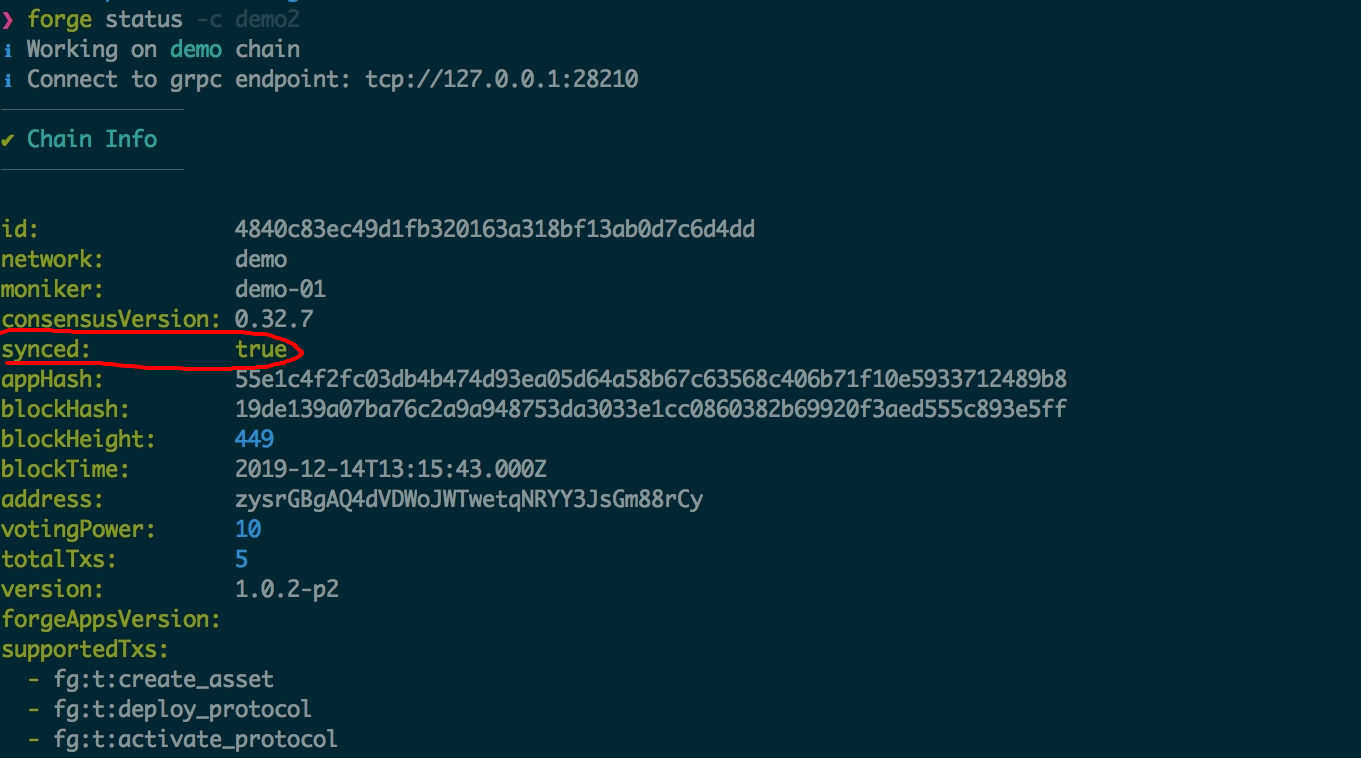 ❯ forge status -c demo2
ℹ Working on demo chain
ℹ Connect to grpc endpoint: tcp://127.0.0.1:28210
✔ Chain Info
id: 4840c83ec49d1fb320163a318bf13ab0d7c6d4dd
network: demo
moniker: demo-01
consensusVersion: 0.32.7
synced: true
appHash: 55e1c4f2fc03db4b474d93ea05d64a58b67c63568c406b71f10e5933712489b8
blockHash: 19de139a07ba76c2a9a948753da3033e1cc0860382b69920f3aed555c893e5ff
blockHeight: 449
blockTime: 2019-12-14T13:15:43.000Z
address: zysrGBgAQ4dVDWoJWTwetqNRYY3JsGm88rCy
votingPower: 10
totalTxs: 5
version: 1.0.2-p2
forgeAppsVersion:
supportedTxs:
- fg:t:create_asset
- fg:t:deploy_protocol
- fg:t:activate_protocol